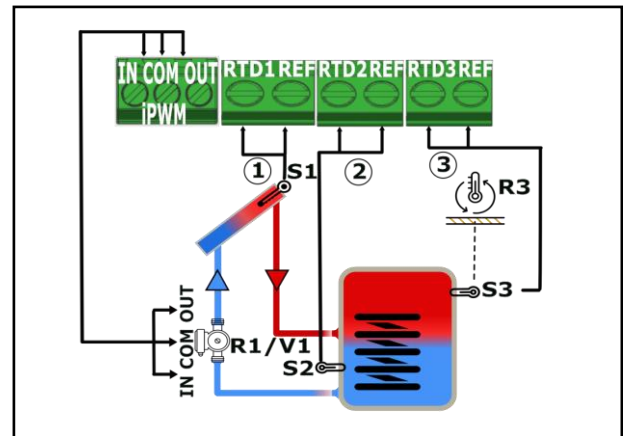 IN COM OUT
iPWM
RTD1 REF
RTD2 REF
RTD3 REF
1
2
3
S1
R3
S3
IN COM OUT
R1/V1
S2